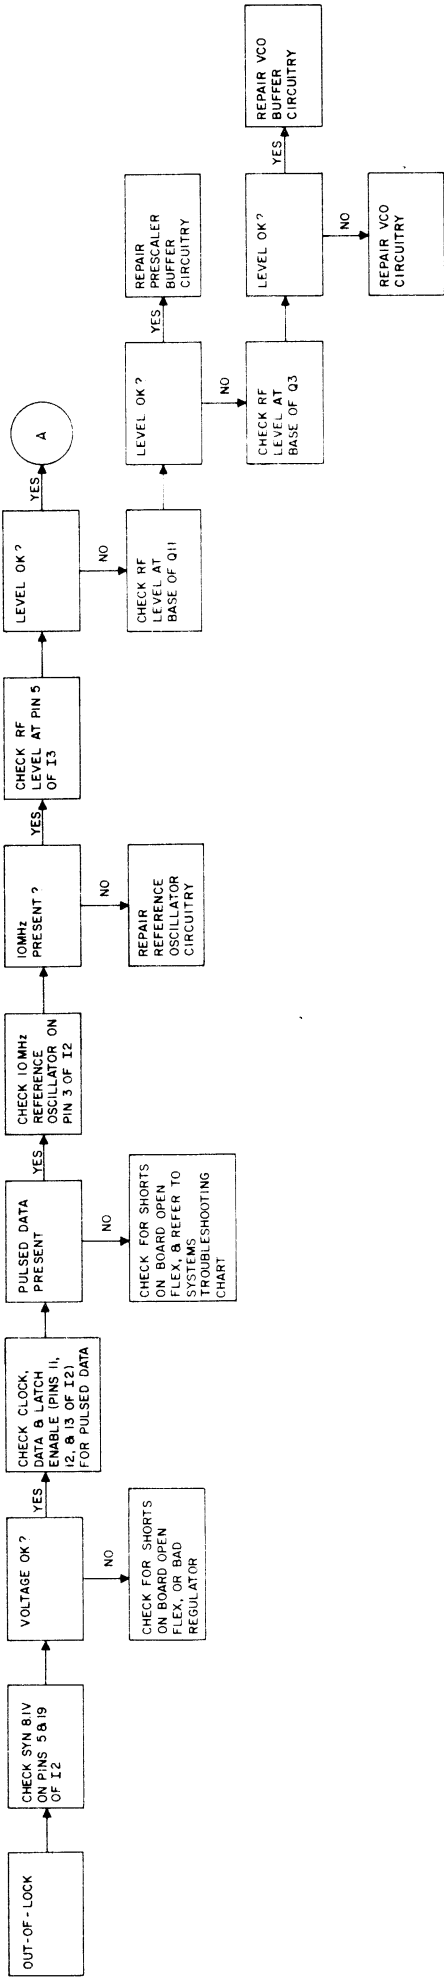 OUT-OF-LOCK
CHECK SYN 8.1V
ON PINS 5 & 19
OF I2
VOLTAGE OK?
YES
NO
CHECK FOR SHORTS
ON BOARD OPEN
FLEX, OR BAD
REGULATOR
CHECK CLOCK,
DATA & LATCH
ENABLE (PINS 11,
12, & 13 OF I2)
FOR PULSED DATA
PULSED DATA
PRESENT
YES
NO
CHECK FOR SHORTS
ON BOARD OPEN
FLEX, & REFER TO
SYSTEMS
TROUBLESHOOTING
CHART
CHECK 10MHz
REFERENCE
OSCILLATOR ON
PIN 3 OF I2
10MHz
PRESENT?
YES
NO
REPAIR
REFERENCE
OSCILLATOR
CIRCUITRY
CHECK RF
LEVEL AT PIN 5
OF I3
LEVEL OK?
YES
A
NO
CHECK RF
LEVEL AT
BASE OF Q11
LEVEL OK?
YES
REPAIR
PRESCALER
BUFFER
CIRCUITRY
NO
CHECK RF
LEVEL AT
BASE OF Q3
LEVEL OK?
YES
REPAIR VCO
BUFFER
CIRCUITRY
NO
REPAIR VCO
CIRCUITRY